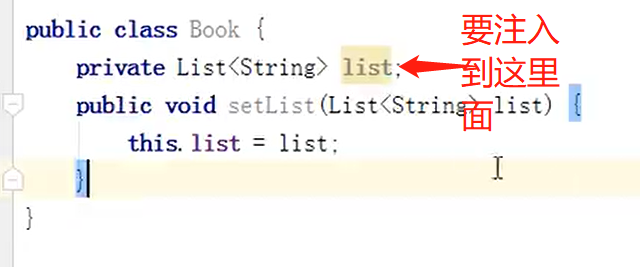 public class Book {
private List<String> list;
public void setList(List<String> list) {
this.list = list;
}
}
要注入
到这里
面